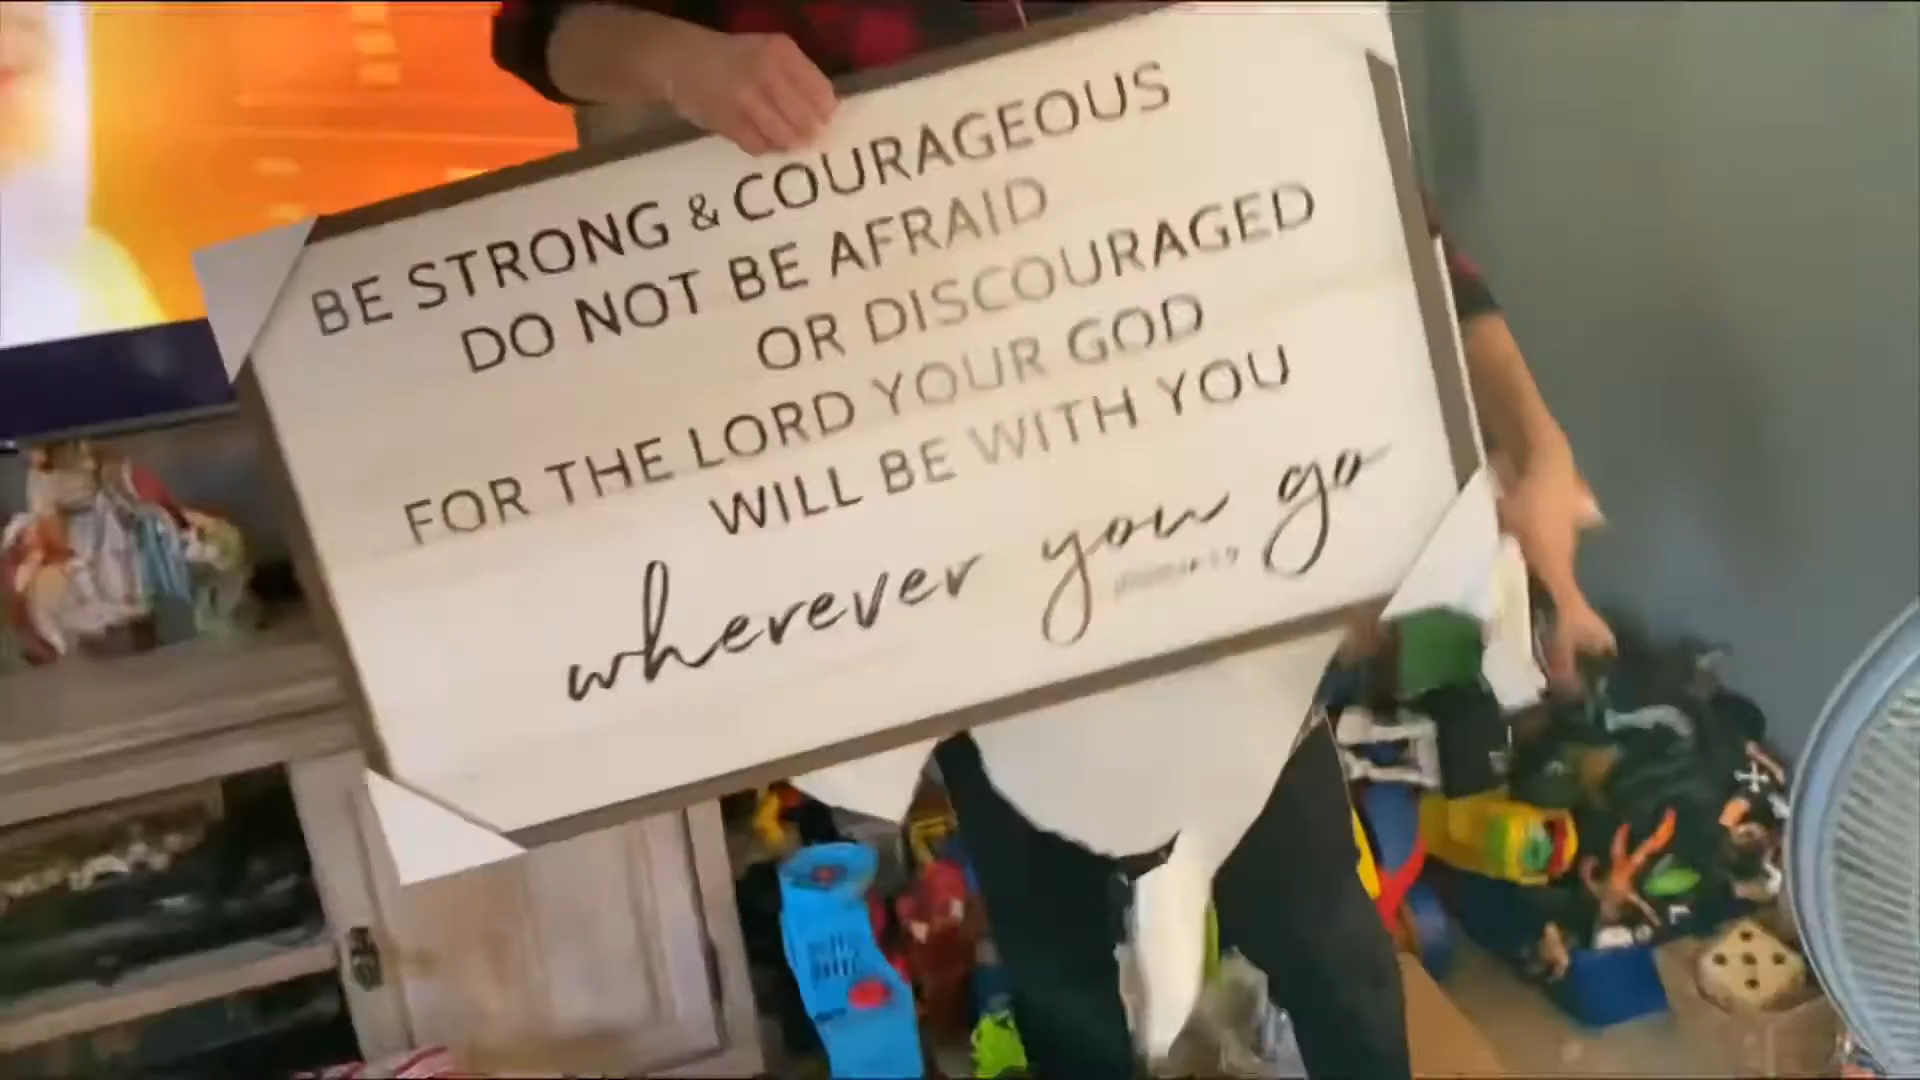 BE STRONG & COURAGEOUS
DO NOT BE AFRAID
OR DISCOURAGED
FOR THE LORD YOUR GOD
WILL BE WITH YOU
wherever you go